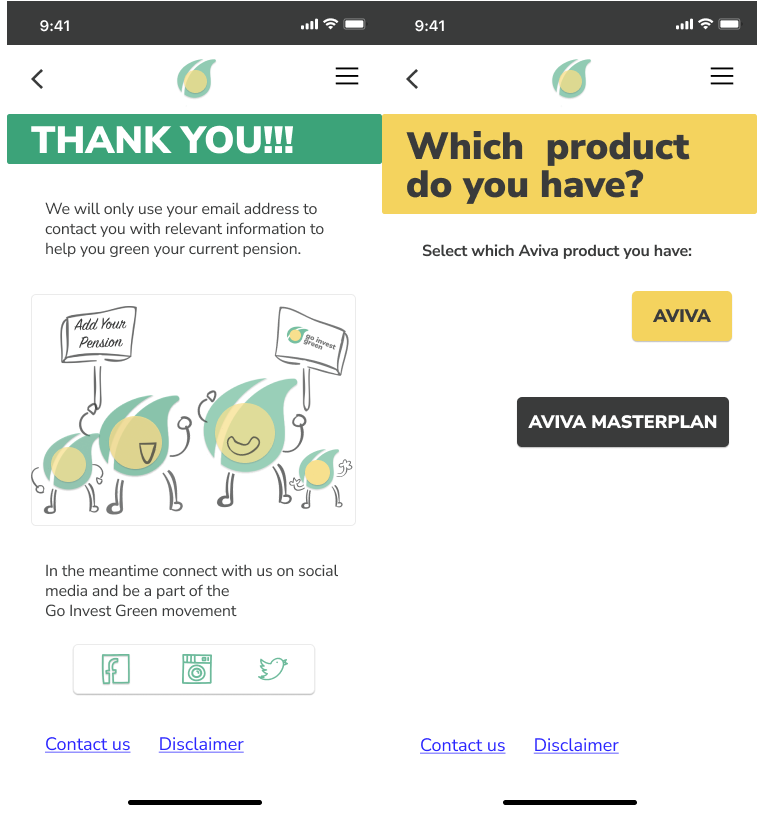 9:41
THANK YOU!!!
We will only use your email address to
contact you with relevant information to
help you green your current pension.
Add Your
Pension
go invest
green
In the meantime connect with us on social
media and be a part of the
Go Invest Green movement
Contact us Disclaimer
9:41
Which product
do you have?
Select which Aviva product you have:
AVIVA
AVIVA MASTERPLAN
Contact us Disclaimer